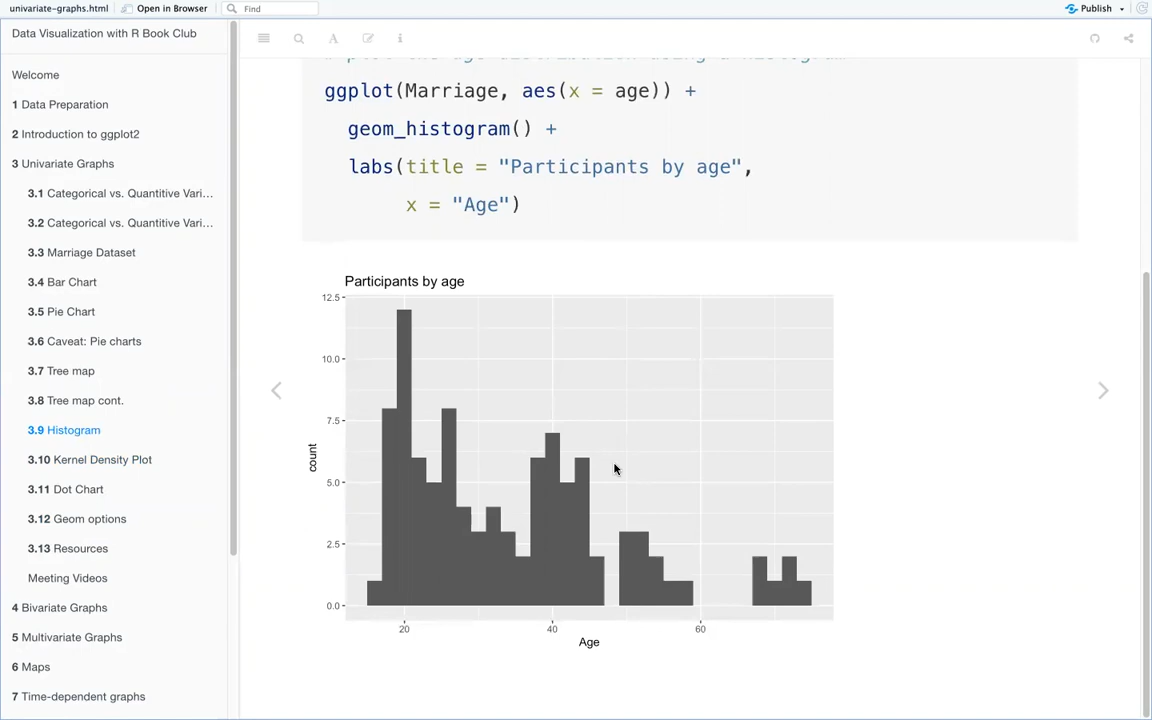 univariate-graphs.html
Open in Browser
Find
Publish
Data Visualization with R Book Club
Welcome
1 Data Preparation
2 Introduction to ggplot2
3 Univariate Graphs
3.1 Categorical vs. Quantitative Vari...
3.2 Categorical vs. Quantitative Vari...
3.3 Marriage Dataset
3.4 Bar Chart
3.5 Pie Chart
3.6 Caveat: Pie charts
3.7 Tree map
3.8 Tree map cont.
3.9 Histogram
3.10 Kernel Density Plot
3.11 Dot Chart
3.12 Geom options
3.13 Resources
Meeting Videos
4 Bivariate Graphs
5 Multivariate Graphs
6 Maps
7 Time-dependent graphs
A
i
ggplot(Marriage, aes(x = age)) +
geom_histogram() +
labs(title = "Participants by age",
x = "Age")
Participants by age
12.5
10.0
7.5
5.0
2.5
0.0
count
20 40 60
Age